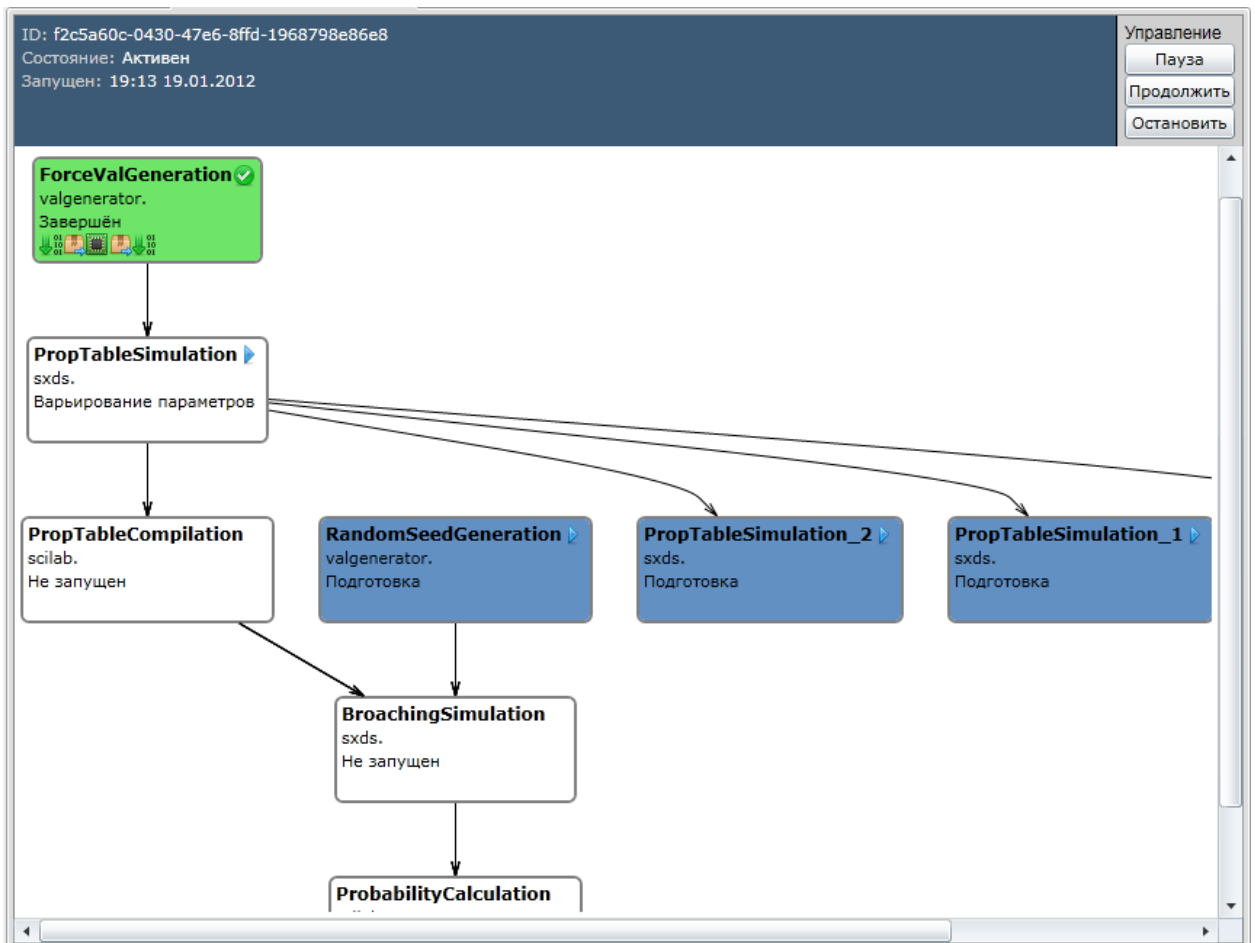 ID: f2c5a60c-0430-47e6-8ffd-1968798e86e8
Состояние: Активен
Запущен: 19:13 19.01.2012
Управление
Пауза
Продолжить
Остановить
ForceValGeneration
valgenerator.
Завершён
PropTableSimulation
sxds.
Варьирование параметров
PropTableCompilation
scilab.
Не запущен
RandomSeedGeneration
valgenerator.
Подготовка
PropTableSimulation_2
sxds.
Подготовка
PropTableSimulation_1
sxds.
Подготовка
BroachingSimulation
sxds.
Не запущен
ProbabilityCalculation